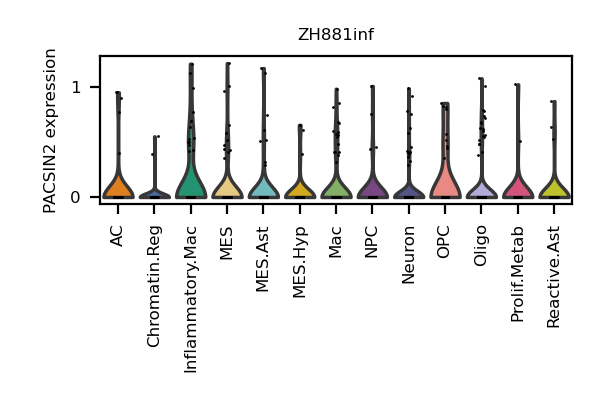 ZH881inf
PACSIN2 expression
1
0
AC
Chromatin.Reg
Inflammatory.Mac
MES
MES.Ast
MES.Hyp
Mac
NPC
Neuron
OPC
Oligo
Prolif.Metab
Reactive.Ast